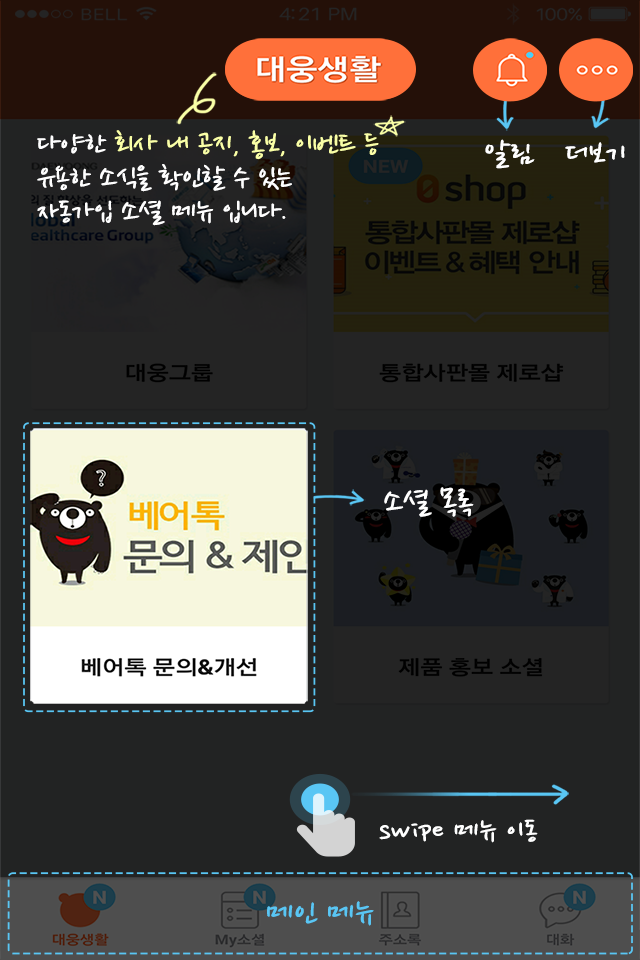 BELL 4:21 PM 100%
대웅생활
알림
더보기
다양한 회사 내 공지, 홍보, 이벤트 등
유용한 소식을 확인할 수 있는
자동가입 소셜 메뉴 입니다.
ealthcare Group
대웅그룹
NEW
0 shop
통합사판몰 제로샵
이벤트 & 혜택 안내
통합사판몰 제로샵
?
베어톡
문의 & 제안
베어톡 문의&개선
소셜 목록
제품 홍보 소셜
swipe 메뉴 이동
메인 메뉴
N
대웅생활
N
My소셜
주소록
N
대화